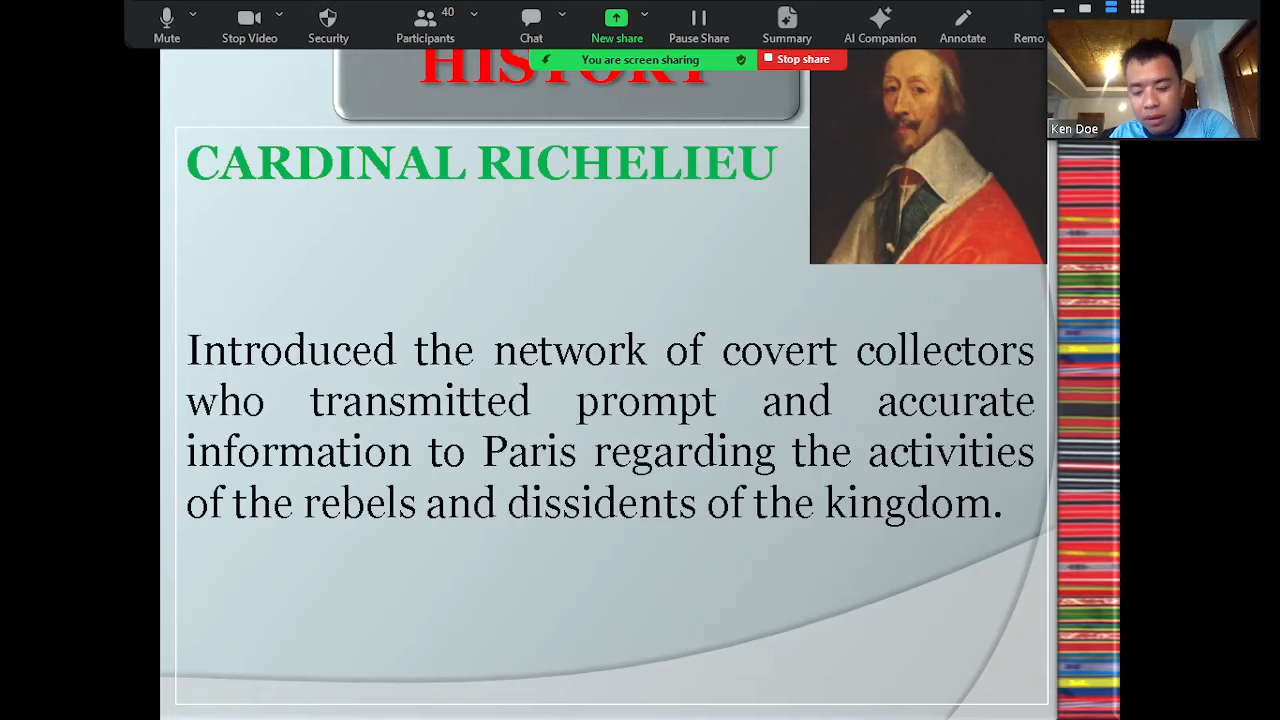 40
Mute
Stop Video
Security
Participants
Chat
New share
Pause Share
Summary
AI Companion
Annotate
Remo
You are screen sharing
Stop share
HISTORY
Ken Doe
CARDINAL RICHELIEU
Introduced the network of covert collectors
who transmitted prompt and accurate
information to Paris regarding the activities
of the rebels and dissidents of the kingdom.